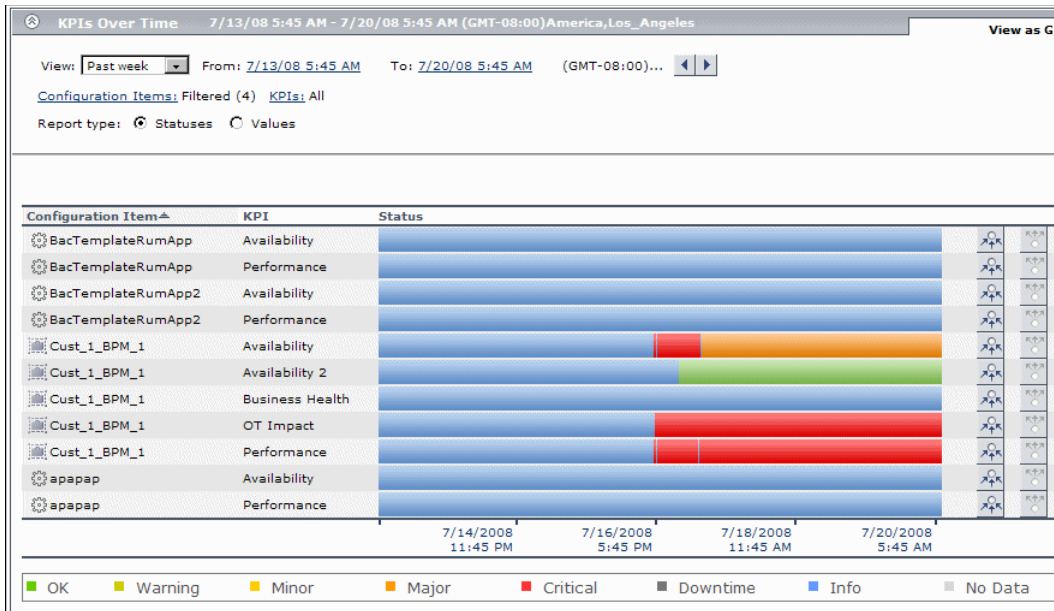 KPIs Over Time 7/13/08 5:45 AM - 7/20/08 5:45 AM (GMT-08:00)America,Los_Angeles
View as G
View: Past week From: 7/13/08 5:45 AM To: 7/20/08 5:45 AM (GMT-08:00)...
Configuration Items: Filtered (4) KPIs: All
Report type: Statuses Values
Configuration Item KPI Status
BacTemplateRumApp Availability
BacTemplateRumApp Performance
BacTemplateRumApp2 Availability
BacTemplateRumApp2 Performance
Cust_1_BPM_1 Availability
Cust_1_BPM_1 Availability 2
Cust_1_BPM_1 Business Health
Cust_1_BPM_1 OT Impact
Cust_1_BPM_1 Performance
apapap Availability
apapap Performance
7/14/2008 7/16/2008 7/18/2008 7/20/2008
11:45 PM 5:45 PM 11:45 AM 5:45 AM
OK Warning Minor Major Critical Downtime Info No Data